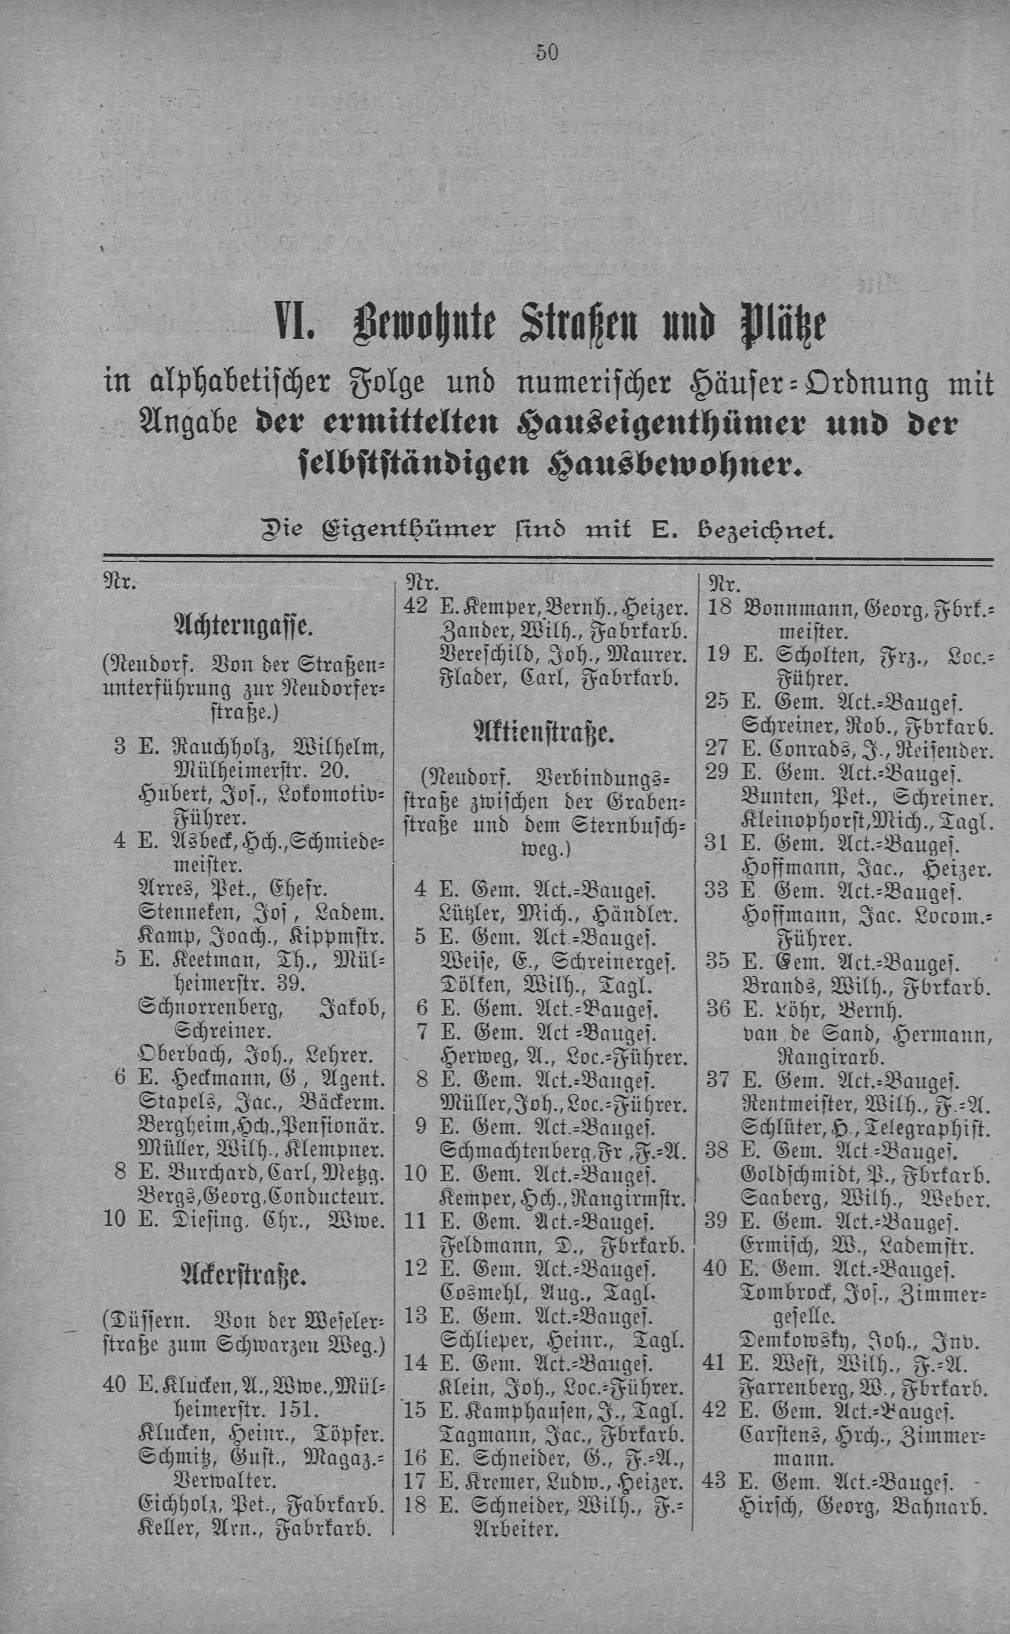 50
VI. Bewohnte Straßen und Plätze
in alphabetischer Folge und numerischer Häuser-Ordnung mit
Angabe der ermittelten Hauseigenthümer und der
selbstständigen Hausbewohner.
Die Eigenthümer sind mit E. bezeichnet.
Nr.
Achterngasse.
(Neudorf. Von der Straßen-
unterführung zur Neudorfer-
straße.)
3 E. Rauchholz, Wilhelm,
Mülheimerstr. 20.
Hubert, Jos., Lokomotiv-
Führer.
4 E. Asbeck, Hch., Schmiede-
meister.
Arres, Pet., Ehefr.
Stenneken, Jos, Ladem.
Kamp, Joach., Kippmstr.
5 E. Keetman, Th., Mül-
heimerstr. 39.
Schnorrenberg, Jakob,
Schreiner.
Oberbach, Joh., Lehrer.
6 E. Heckmann, G, Agent.
Stapels, Jac., Bäckerm.
Bergheim, Hch., Pensionär.
Müller, Wilh., Klempner.
8 E. Burchard, Carl, Metzg.
Bergs, Georg, Conducteur.
10 E. Diesing, Chr., Wwe.
Ackerstraße.
(Düssern. Von der Weseler-
straße zum Schwarzen Weg.)
40 E. Klucken, A., Wwe., Mül-
heimerstr. 151.
Klucken, Heinr., Töpfer.
Schmitz, Gust., Magaz.-
Verwalter.
Eichholz, Pet., Fabrkarb.
Keller, Arn., Fabrkarb.
Nr.
42 E. Kemper, Bernh., Heizer.
Zander, Wilh., Fabrkarb.
Vereschild, Joh., Maurer.
Flader, Carl, Fabrkarb.
Aktienstraße.
(Neudorf. Verbindungs-
straße zwischen der Graben-
straße und dem Sternbusch-
weg.)
4 E. Gem. Act.-Bauges.
Lützler, Mich., Händler.
5 E. Gem. Act.-Bauges.
Weise, E., Schreinerges.
Tölken, Wilh., Tagl.
6 E. Gem. Act.-Bauges.
7 E. Gem. Act-Bauges.
Herweg, A., Loc.-Führer.
8 E. Gem. Act.-Bauges.
Müller, Joh., Loc.-Führer.
9 E. Gem. Act.-Bauges.
Schmachtenberg, Fr, F.-A.
10 E. Gem. Act.-Bauges.
Kemper, Hch., Rangirmstr.
11 E. Gem. Act.-Bauges.
Feldmann, D., Fbrkarb.
12 E. Gem. Act.-Bauges.
Cosmehl, Aug., Tagl.
13 E. Gem. Act.-Bauges.
Schlieper, Heinr., Tagl.
14 E. Gem. Act.-Bauges.
Klein, Joh., Loc.-Führer.
15 E. Kamphausen, J., Tagl.
Tagmann, Jac., Fbrkarb.
16 E. Schneider, G., F.-A.,
17 E. Kremer, Ludw., Heizer.
18 E. Schneider, Wilh., F.-
Arbeiter.
Nr.
18 Bonnmann, Georg, Fbrk.-
meister.
19 E. Scholten, Frz., Loc.-
Führer.
25 E. Gem. Act.-Bauges.
Schreiner, Rob., Fbrkarb.
27 E. Conrads, J., Reisender.
29 E. Gem. Act.-Bauges.
Bunten, Pet., Schreiner.
Kleinophorst, Mich., Tagl.
31 E. Gem. Act.-Bauges.
Hoffmann, Jac., Heizer.
33 E. Gem. Act.-Bauges.
Hoffmann, Jac. Locom.-
Führer.
35 E. Gem. Act.-Bauges.
Brands, Wilh., Fbrkarb.
36 E. Löhr, Bernh.
van de Sand, Hermann,
Rangirarb.
37 E. Gem. Act.-Bauges.
Rentmeister, Wilh., F.-A.
Schlüter, H., Telegraphist.
38 E. Gem. Act.-Bauges.
Goldschmidt, P., Fbrkarb.
Saaberg, Wilh., Weber.
39 E. Gem. Act.-Bauges.
Ermisch, W., Lademstr.
40 E. Gem. Act.-Bauges.
Tombrock, Jos., Zimmer-
geselle.
Demkowsky, Joh., Inv.
41 E. West, Wilh., F.-A.
Farrenberg, W., Fbrkarb.
42 E. Gem. Act.-Bauges.
Carstens, Hrch., Zimmer-
mann.
43 E. Gem. Act.-Bauges.
Hirsch, Georg, Bahnarb.